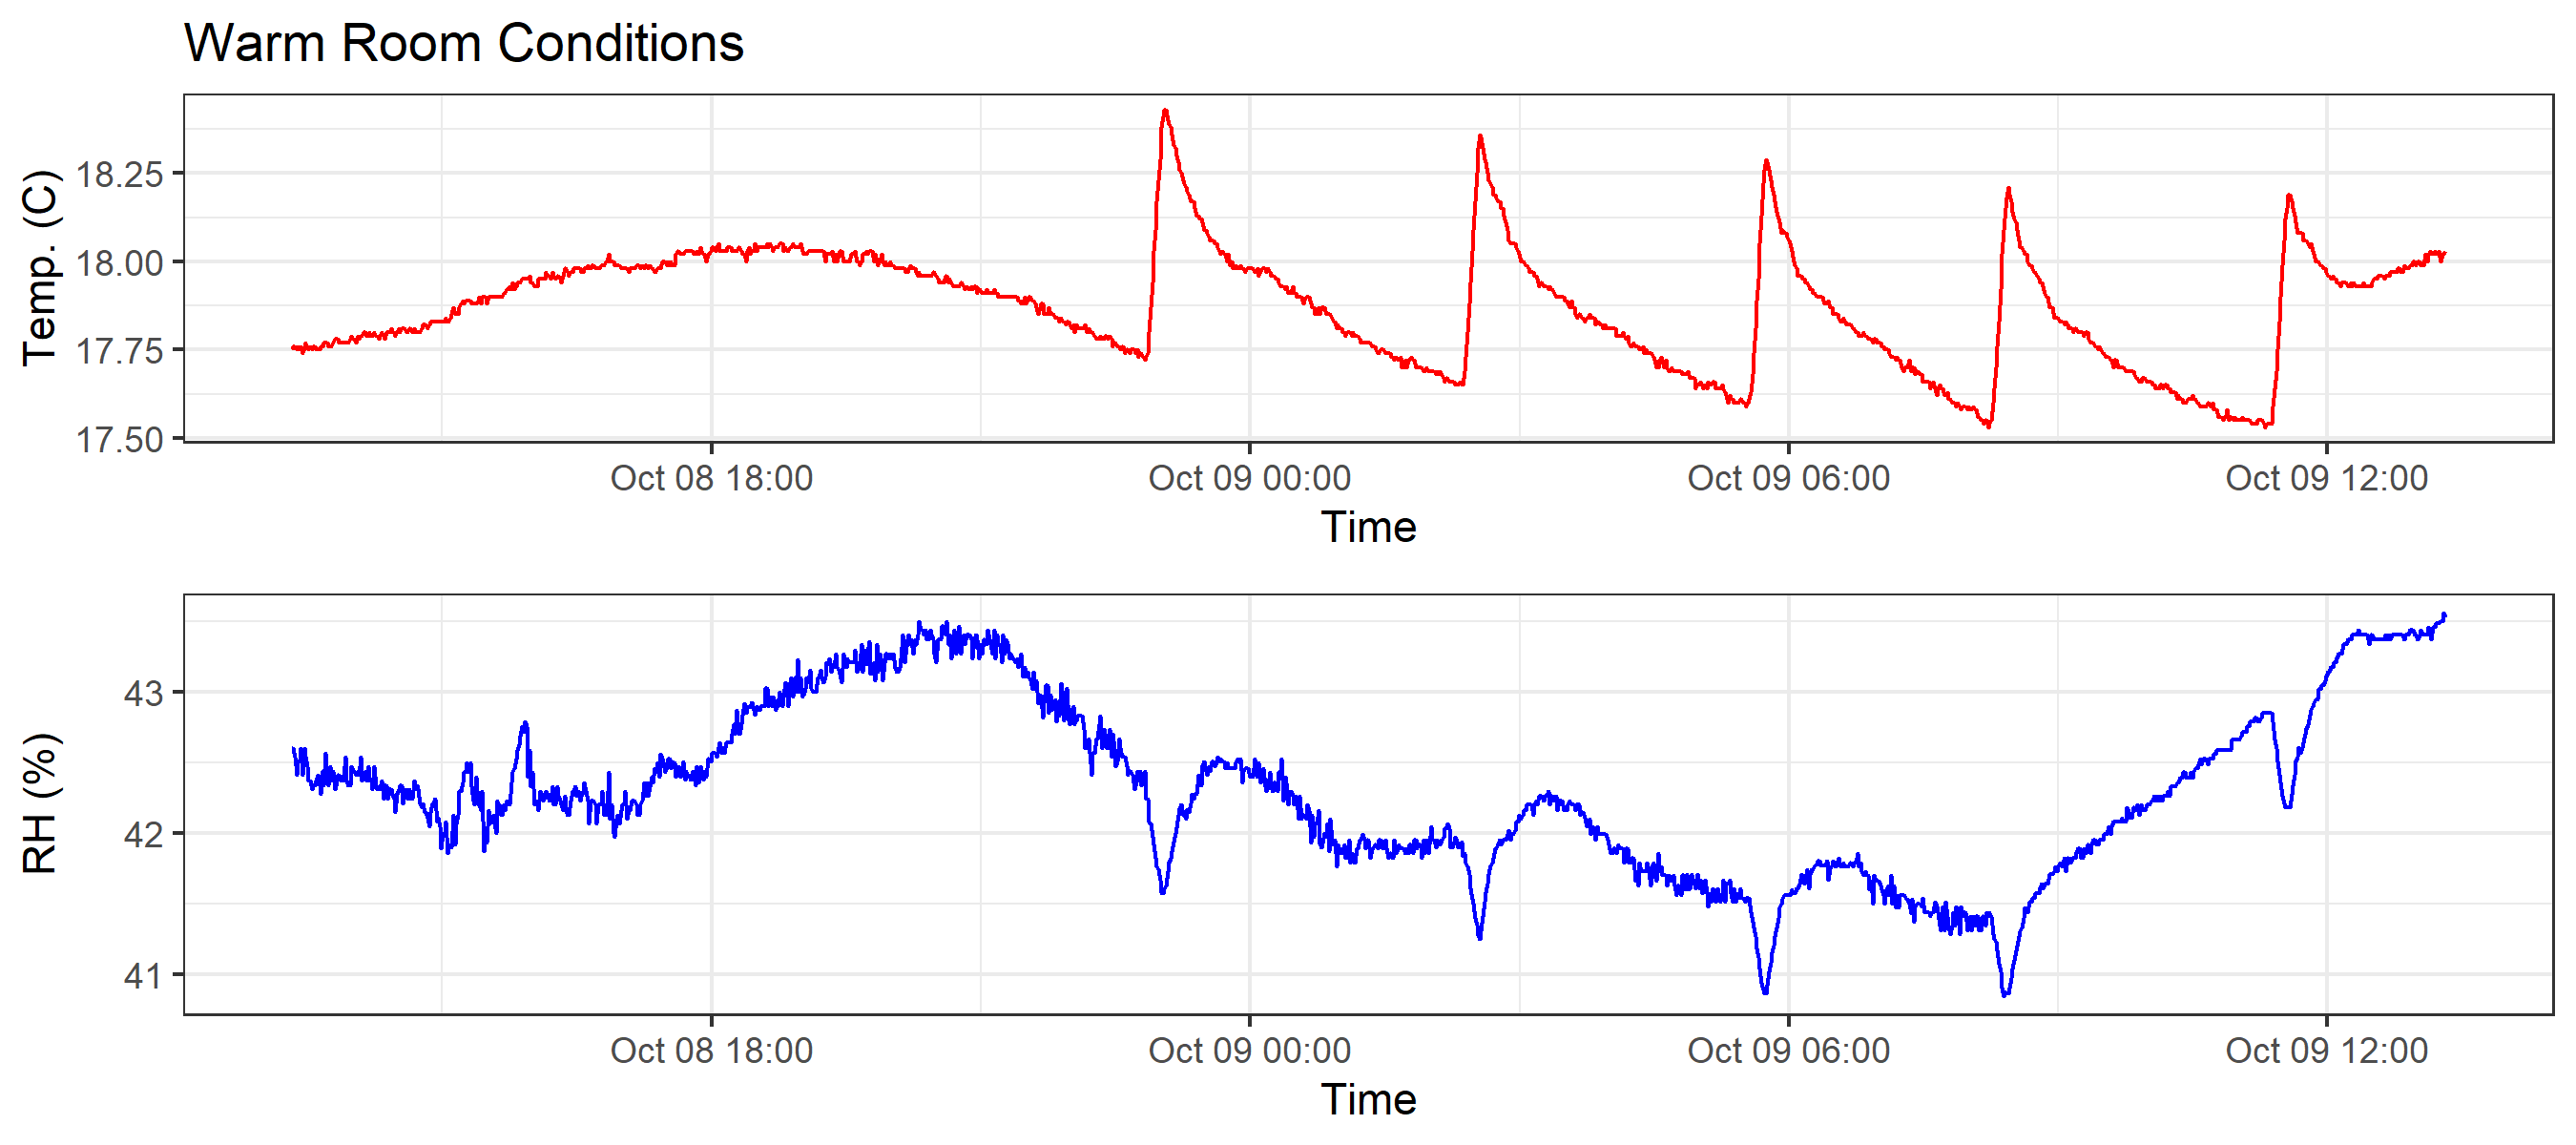 Warm Room Conditions
Temp. (C)
18.25
18.00
17.75
17.50
Oct 08 18:00 Oct 09 00:00 Oct 09 06:00 Oct 09 12:00
Time
RH (%)
43
42
41
Oct 08 18:00 Oct 09 00:00 Oct 09 06:00 Oct 09 12:00
Time